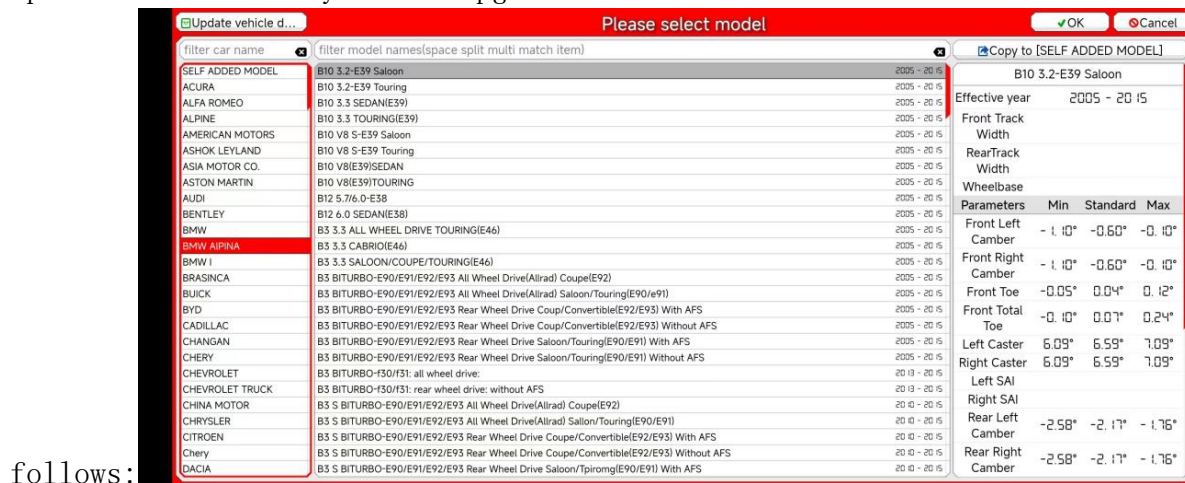 Update vehicle d...
Please select model
OK
Cancel
filter car name
filter model names(space split multi match item)
Copy to [SELF ADDED MODEL]
SELF ADDED MODEL
ACURA
ALFA ROMEO
ALPINE
AMERICAN MOTORS
ASHOK LEYLAND
ASIA MOTOR CO.
ASTON MARTIN
AUDI
BENTLEY
BMW
BMW AIPINA
BMW I
BRASINCA
BUICK
BYD
CADILLAC
CHANGAN
CHERY
CHEVROLET
CHEVROLET TRUCK
CHINA MOTOR
CHRYSLER
CITROEN
Chery
DACIA
B10 3.2-E39 Saloon 2005 - 2015
B10 3.2-E39 Touring 2005 - 2015
B10 3.3 SEDAN(E39) 2005 - 2015
B10 3.3 TOURING(E39) 2005 - 2015
B10 V8 S-E39 Saloon 2005 - 2015
B10 V8 S-E39 Touring 2005 - 2015
B10 V8(E39)SEDAN 2005 - 2015
B10 V8(E39)TOURING 2005 - 2015
B12 5.7/6.0-E38 2005 - 2015
B12 6.0 SEDAN(E38) 2005 - 2015
B3 3.3 ALL WHEEL DRIVE TOURING(E46) 2005 - 2015
B3 3.3 CABRIO(E46) 2005 - 2015
B3 3.3 SALOON/COUPE/TOURING(E46) 2005 - 2015
B3 BITURBO-E90/E91/E92/E93 All Wheel Drive(Allrad) Coupe(E92) 2005 - 2015
B3 BITURBO-E90/E91/E92/E93 All Wheel Drive(Allrad) Saloon/Touring(E90/e91) 2005 - 2015
B3 BITURBO-E90/E91/E92/E93 Rear Wheel Drive Coup/Convertible(E92/E93) With AFS 2005 - 2015
B3 BITURBO-E90/E91/E92/E93 Rear Wheel Drive Coup/Convertible(E92/E93) Without AFS 2005 - 2015
B3 BITURBO-E90/E91/E92/E93 Rear Wheel Drive Saloon/Touring(E90/E91) With AFS 2005 - 2015
B3 BITURBO-E90/E91/E92/E93 Rear Wheel Drive Saloon/Touring(E90/E91) Without AFS 2005 - 2015
B3 BITURBO-f30/f31: all wheel drive: 2013 - 2015
B3 BITURBO-f30/f31: rear wheel drive: without AFS 2013 - 2015
B3 S BITURBO-E90/E91/E92/E93 All Wheel Drive(Allrad) Coupe(E92) 2010 - 2015
B3 S BITURBO-E90/E91/E92/E93 All Wheel Drive(Allrad) Sallon/Touring(E90/E91) 2010 - 2015
B3 S BITURBO-E90/E91/E92/E93 Rear Wheel Drive Coupe/Convertible(E92/E93) With AFS 2010 - 2015
B3 S BITURBO-E90/E91/E92/E93 Rear Wheel Drive Coupe/Convertible(E92/E93) Without AFS 2010 - 2015
B3 S BITURBO-E90/E91/E92/E93 Rear Wheel Drive Saloon/Tpiromg(E90/E91) With AFS 2010 - 2015
B10 3.2-E39 Saloon
Effective year 2005 - 2015
Front Track
Width
RearTrack
Width
Wheelbase
Parameters Min Standard Max
Front Left
Camber -1.10° -0.60° -0.10°
Front Right
Camber -1.10° -0.60° -0.10°
Front Toe -0.05° 0.04° 0.12°
Front Total
Toe -0.10° 0.07° 0.24°
Left Caster 6.09° 6.59° 7.09°
Right Caster 6.09° 6.59° 7.09°
Left SAI
Right SAI
Rear Left
Camber -2.58° -2.17° -1.76°
Rear Right
Camber -2.58° -2.17° -1.76°
follows: